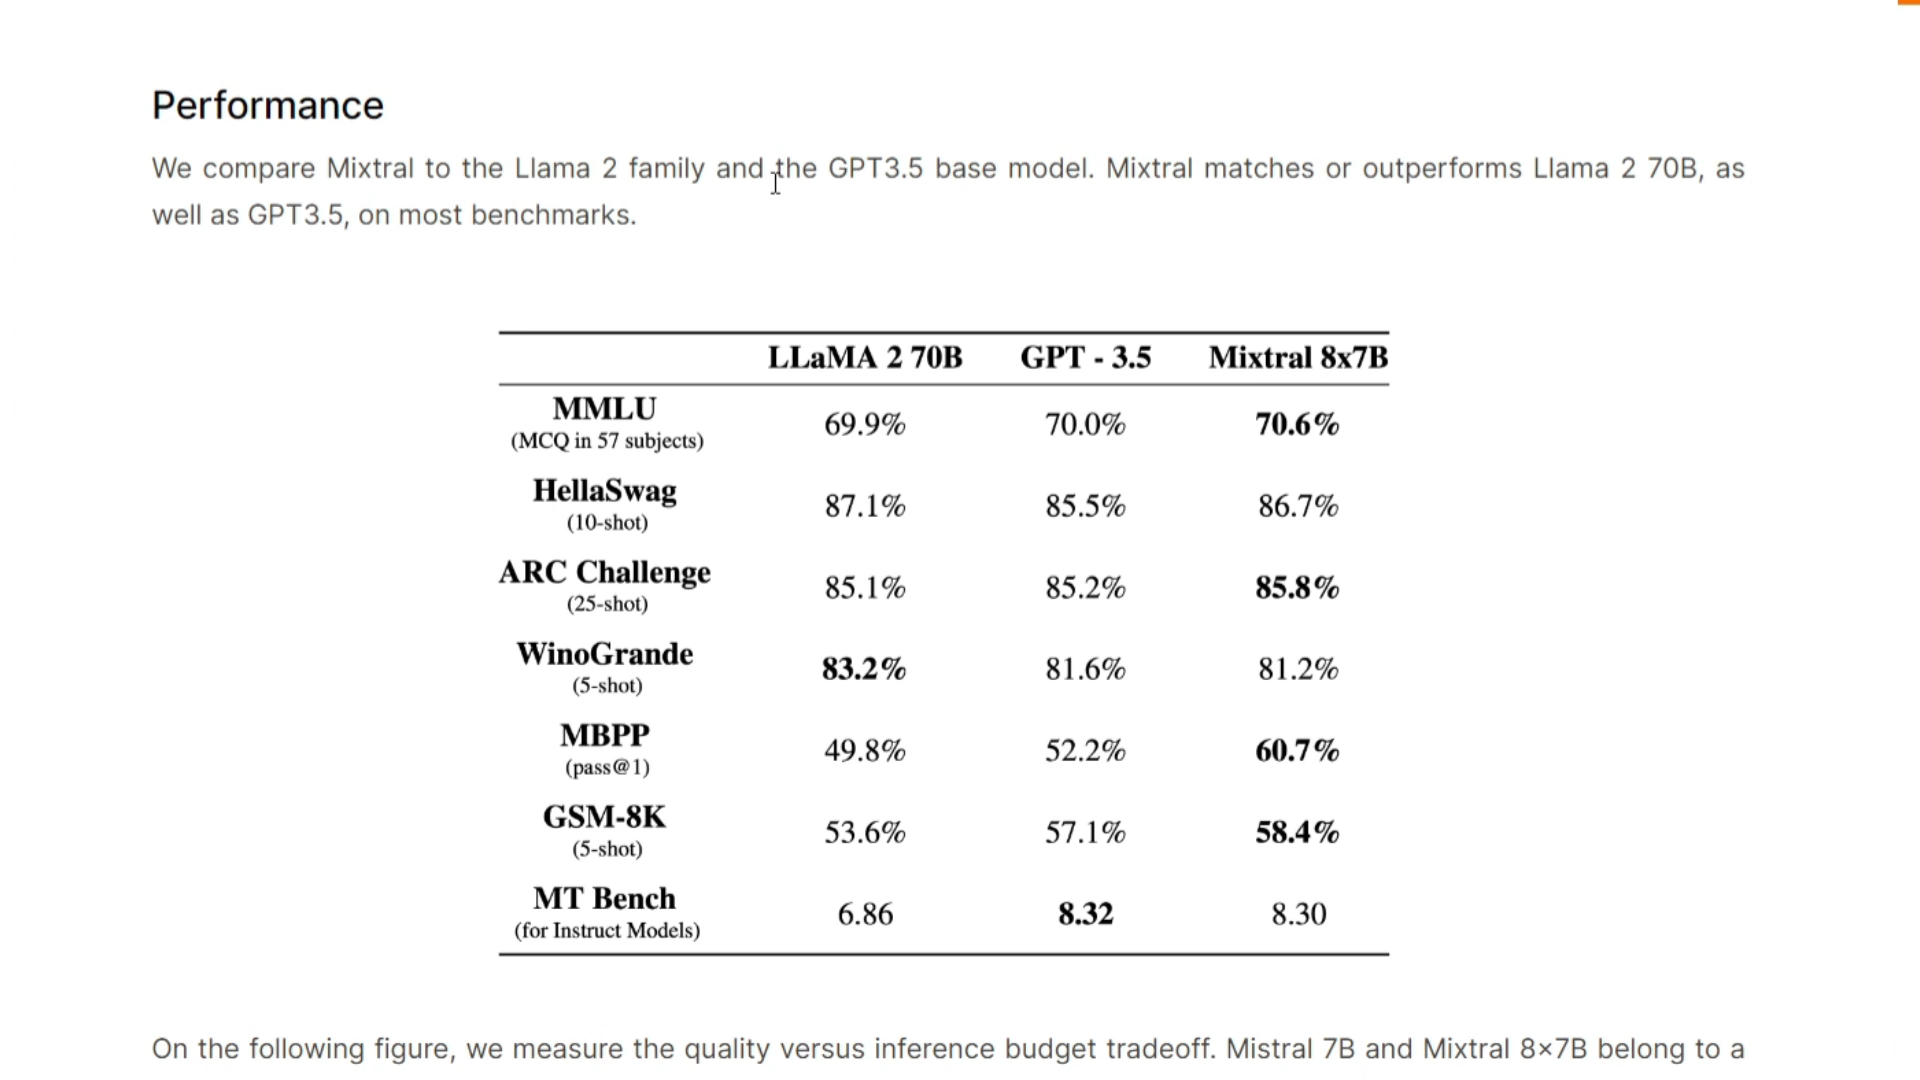 Performance
We compare Mixtral to the Llama 2 family and the GPT3.5 base model. Mixtral matches or outperforms Llama 2 70B, as
well as GPT3.5, on most benchmarks.
LLaMA 2 70B GPT - 3.5 Mixtral 8x7B
MMLU
(MCQ in 57 subjects) 69.9% 70.0% 70.6%
HellaSwag
(10-shot) 87.1% 85.5% 86.7%
ARC Challenge
(25-shot) 85.1% 85.2% 85.8%
WinoGrande
(5-shot) 83.2% 81.6% 81.2%
MBPP
(pass@1) 49.8% 52.2% 60.7%
GSM-8K
(5-shot) 53.6% 57.1% 58.4%
MT Bench
(for Instruct Models) 6.86 8.32 8.30
On the following figure, we measure the quality versus inference budget tradeoff. Mistral 7B and Mixtral 8×7B belong to a